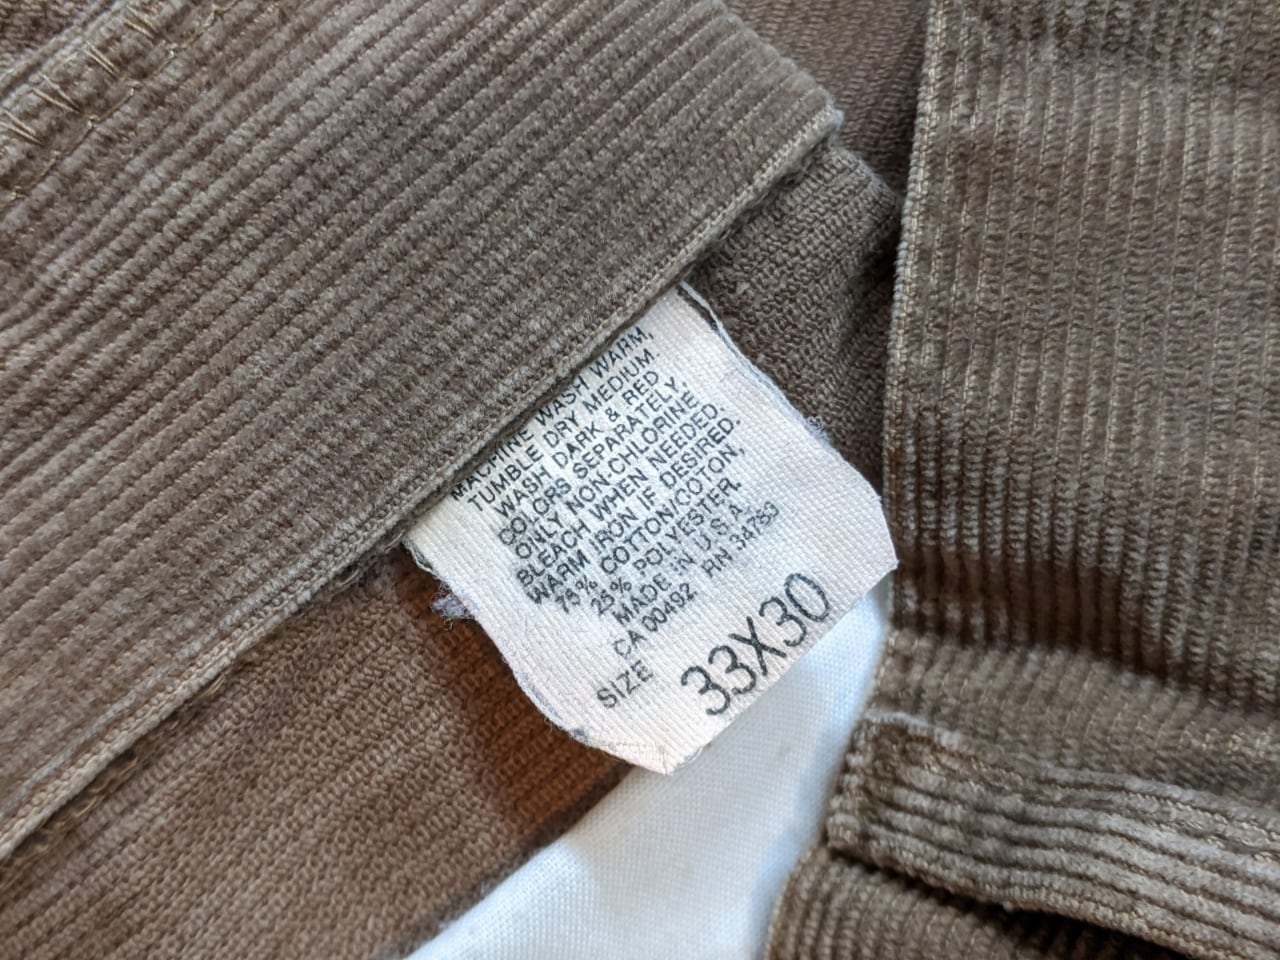 MACHINE WASH WARM,
TUMBLE DRY MEDIUM.
WASH DARK & RED
COLORS SEPARATELY.
ONLY NON CHLORINE
BLEACH WHEN NEEDED.
WARM IRON IF DESIRED.
75% COTTON/COTON,
25% POLYESTER.
MADE IN U.S.A.
CA 00492 RN 34783
SIZE 33X30